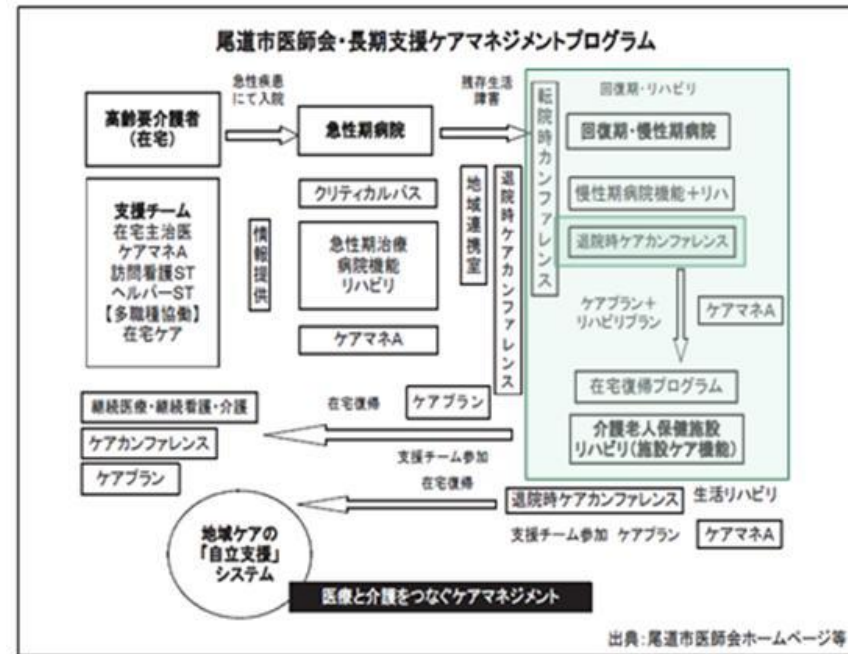 尾道市医師会・長期支援ケアマネジメントプログラム
高齢要介護者
(在宅)
急性疾患
にて入院
急性期病院
残存生活
障害
転院時カンファレンス
回復期・リハビリ
回復期・慢性期病院
支援チーム
在宅主治医
ケアマネA
訪問看護ST
ヘルパーST
【多職種協働】
在宅ケア
情報提供
クリティカルパス
急性期治療
病院機能
リハビリ
ケアマネA
地域連携室
退院時ケアカンファレンス
慢性期病院機能＋リハ
退院時ケアカンファレンス
ケアプラン＋
リハビリプラン
ケアマネA
在宅復帰プログラム
介護老人保健施設
リハビリ(施設ケア機能)
継続医療・継続看護・介護
ケアカンファレンス
ケアプラン
在宅復帰
ケアプラン
支援チーム参加
在宅復帰
退院時ケアカンファレンス
生活リハビリ
支援チーム参加 ケアプラン
ケアマネA
地域ケアの
「自立支援」
システム
医療と介護をつなぐケアマネジメント
出典：尾道市医師会ホームページ等